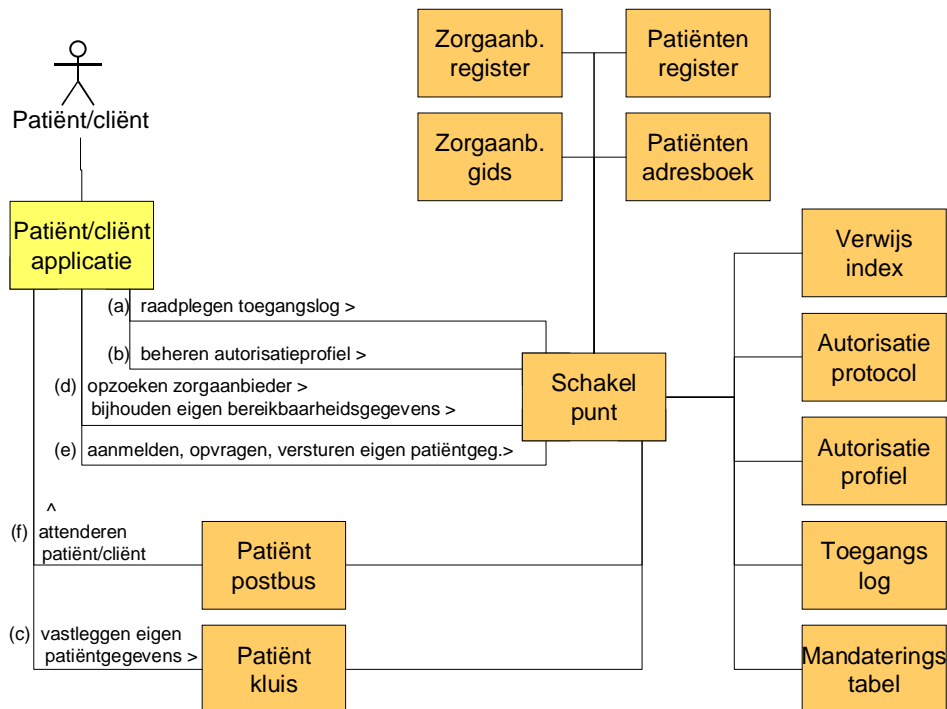 Zorgaanb.
register
Patiënten
register
Patiënt/cliënt
Zorgaanb.
gids
Patiënten
adresboek
Patiënt/cliënt
applicatie
Verwijs
index
(a) raadplegen toegangslog >
(b) beheren autorisatieprofiel >
Autorisatie
protocol
(d) opzoeken zorgaanbieder >
bijhouden eigen bereikbaarheidsgegevens >
Schakel
punt
(e) aanmelden, opvragen, versturen eigen patiëntgeg.>
Autorisatie
profiel
^
(f) attenderen
patiënt/cliënt
Patiënt
postbus
Toegangs
log
(c) vastleggen eigen
patiëntgegevens >
Patiënt
kluis
Mandaterings
tabel